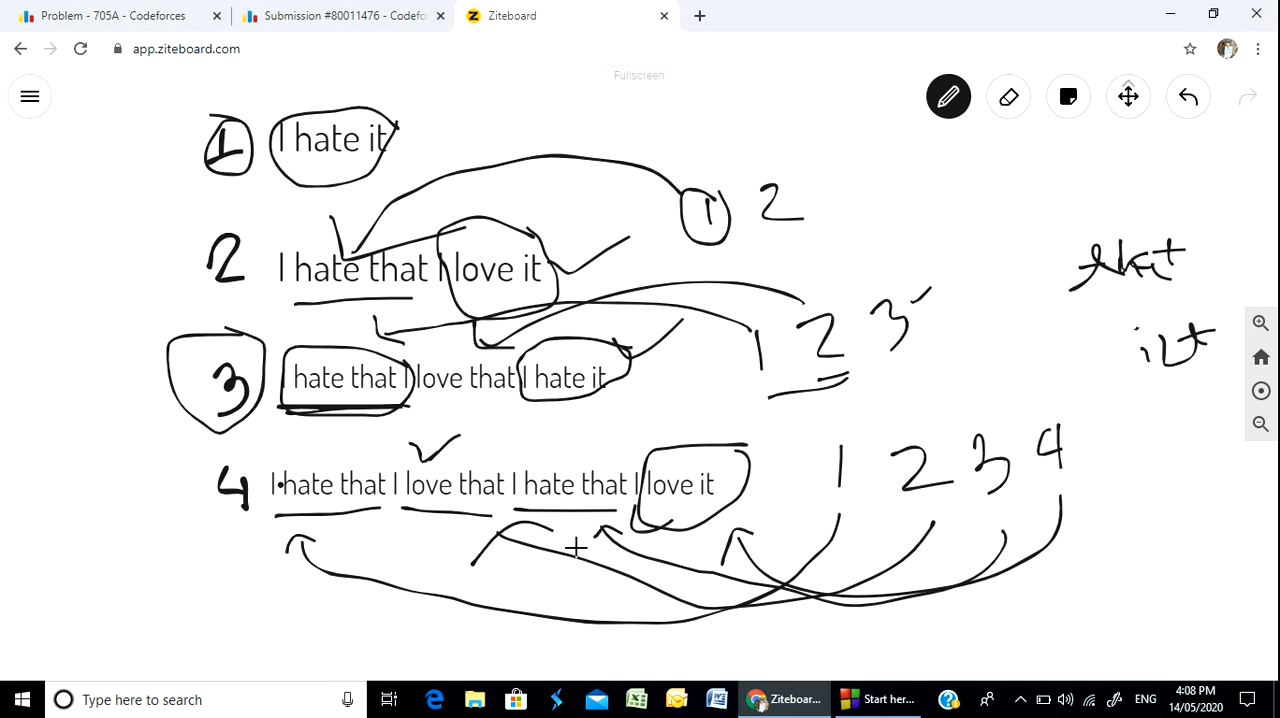 Problem - 705A - Codeforces
Submission #80011476 - Codefo
Ziteboard
app.ziteboard.com
Fullscreen
1 I hate it
1 2
2 I hate that I love it
3 I hate that I love that I hate it
1 2 3
4 I hate that I love that I hate that I love it
1 2 3 4
Type here to search
Ziteboar...
Start her...
ENG
4:08 PM
14/05/2020